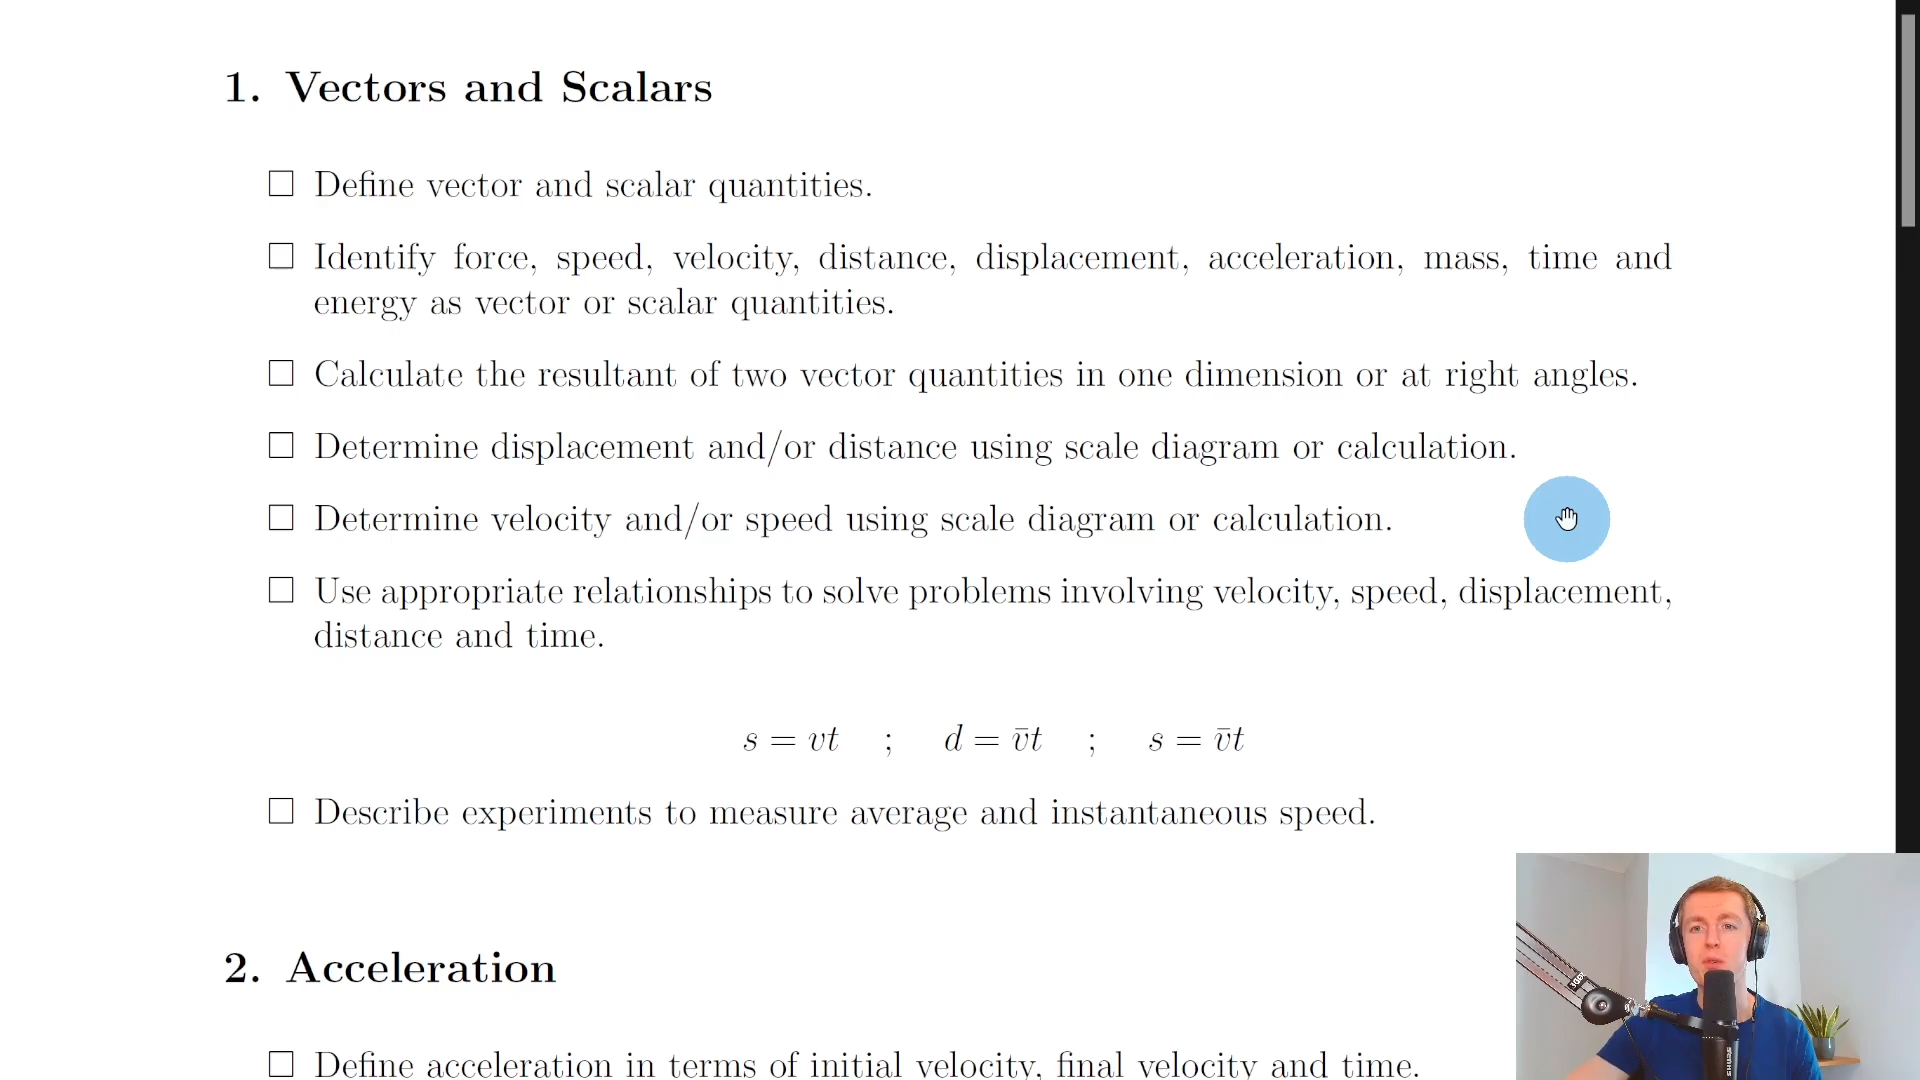 1. Vectors and Scalars
☐ Define vector and scalar quantities.
☐ Identify force, speed, velocity, distance, displacement, acceleration, mass, time and
energy as vector or scalar quantities.
☐ Calculate the resultant of two vector quantities in one dimension or at right angles.
☐ Determine displacement and/or distance using scale diagram or calculation.
☐ Determine velocity and/or speed using scale diagram or calculation.
☐ Use appropriate relationships to solve problems involving velocity, speed, displacement,
distance and time.
s = vt ; d = v̄t ; s = v̄t
☐ Describe experiments to measure average and instantaneous speed.
2. Acceleration
☐ Define acceleration in terms of initial velocity, final velocity and time.